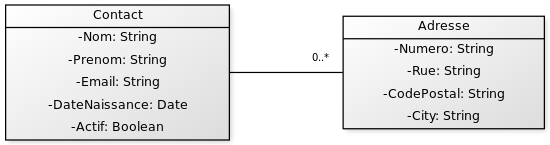 Contact
-Nom: String
-Prenom: String
-Email: String
-DateNaissance: Date
-Actif: Boolean
0..*
Adresse
-Numero: String
-Rue: String
-CodePostal: String
-City: String